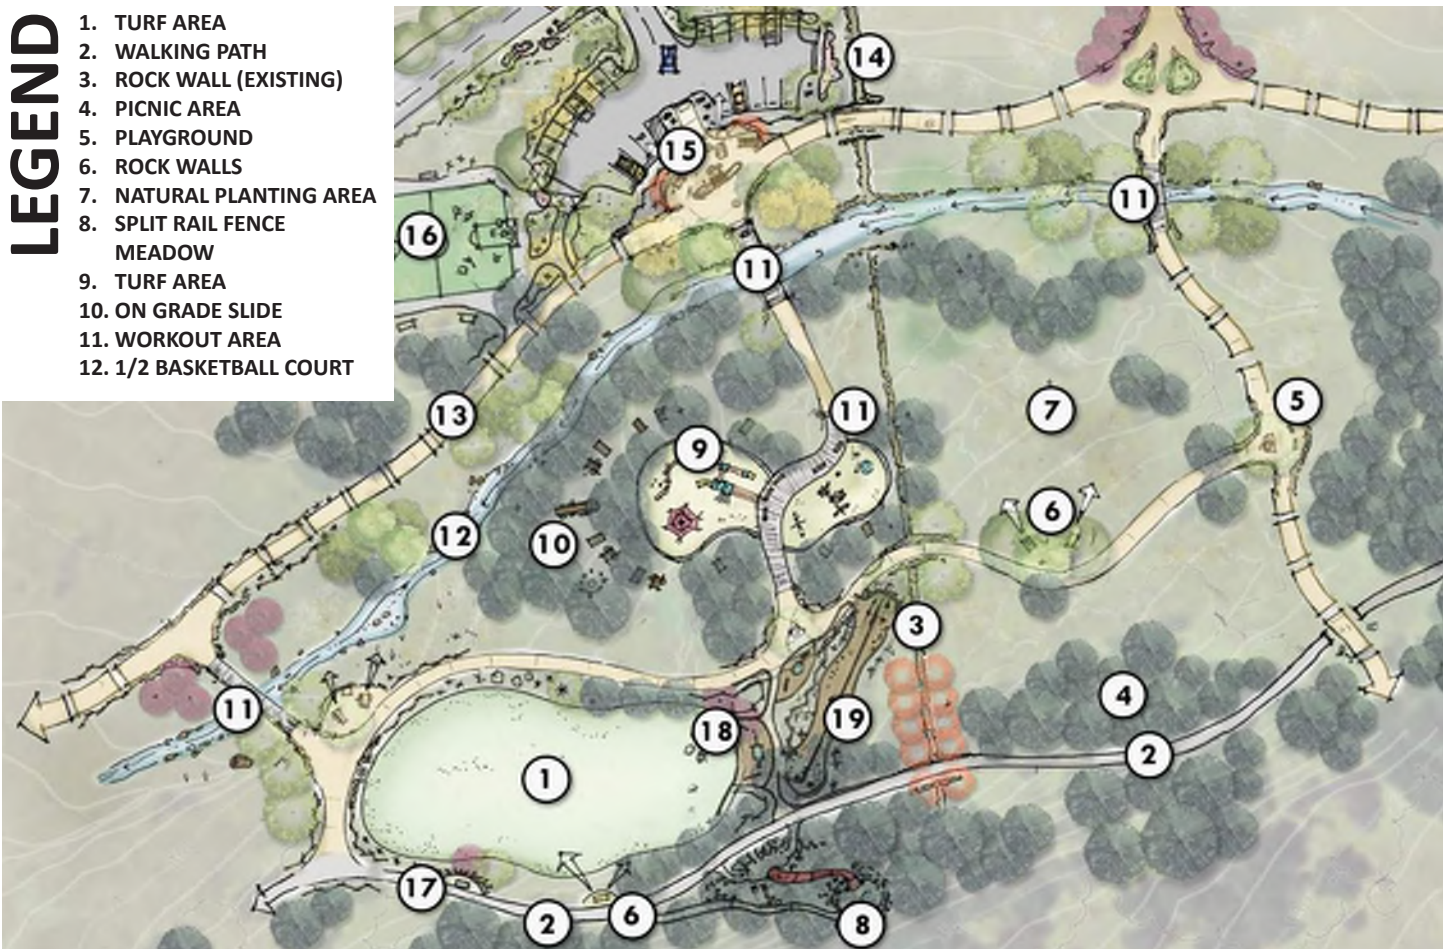 LEGEND
1. TURF AREA
2. WALKING PATH
3. ROCK WALL (EXISTING)
4. PICNIC AREA
5. PLAYGROUND
6. ROCK WALLS
7. NATURAL PLANTING AREA
8. SPLIT RAIL FENCE
MEADOW
9. TURF AREA
10. ON GRADE SLIDE
11. WORKOUT AREA
12. 1/2 BASKETBALL COURT
14
15
11
16
11
13
11
9
7
5
6
12
10
3
11
18
19
4
1
2
17
2
6
8